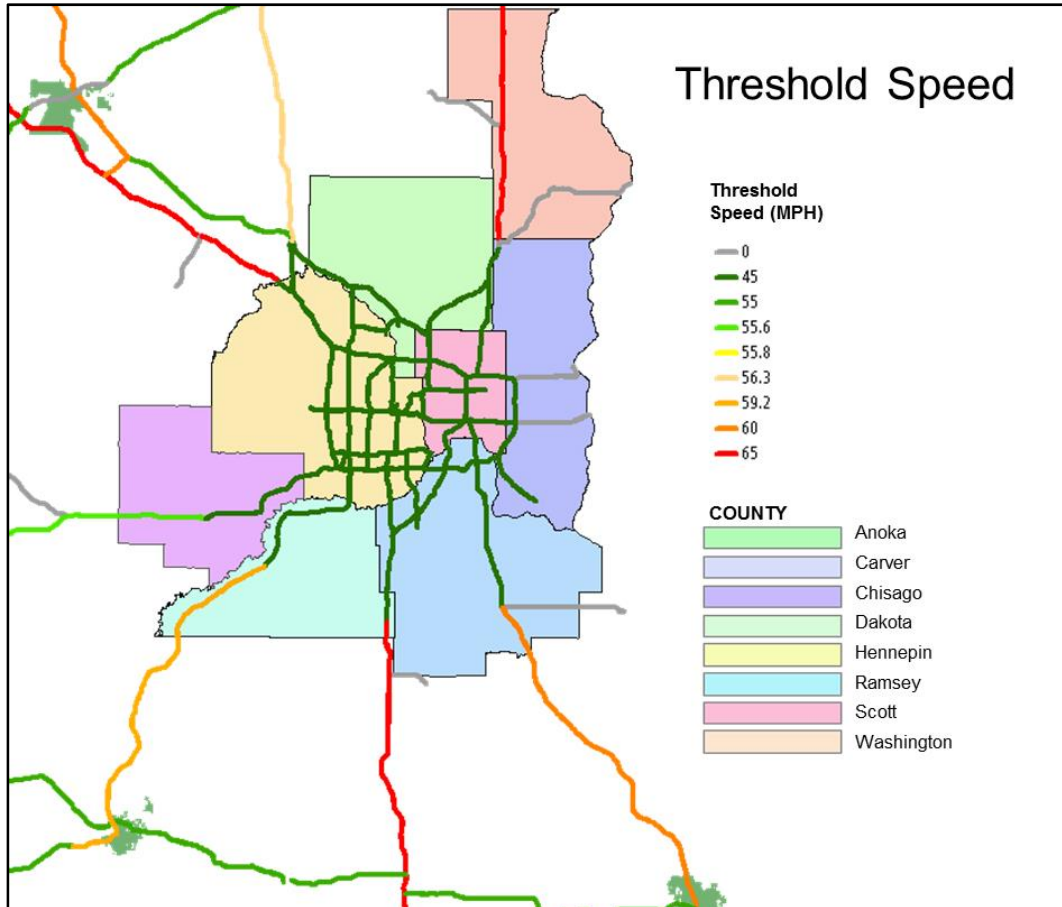 Threshold Speed
Threshold
Speed (MPH)
0
45
55
55.6
55.8
56.3
59.2
60
65
COUNTY
Anoka
Carver
Chisago
Dakota
Hennepin
Ramsey
Scott
Washington